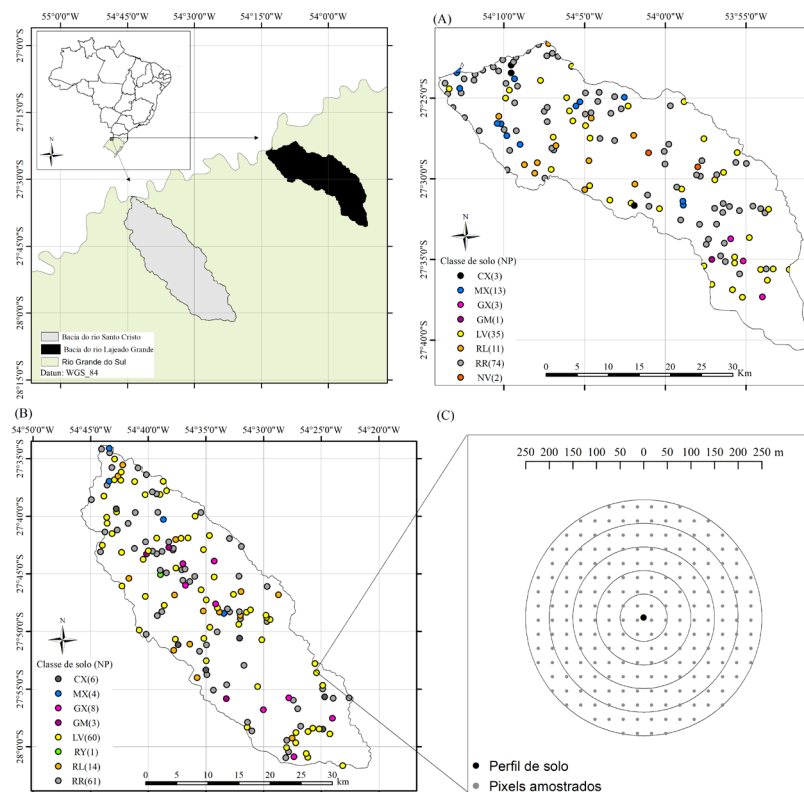 55°00'0"O 54°45'0"O 54°30'0"O 54°15'0"O 54°00'0"O
27°0'0"S
27°15'0"S
27°30'0"S
27°45'0"S
28°0'0"S
28°15'0"S
N
Bacia do rio Santo Cristo
Bacia do rio Lajeado Grande
Rio Grande do Sul
Datun: WGS_84
(A)
54°10'0"O 54°5'0"O 54°0'0"O 53°55'0"O
27°25'0"S
27°30'0"S
27°35'0"S
27°40'0"S
N
Classe de solo (NP)
CX(3)
MX(13)
GX(3)
GM(1)
LV(35)
RL(11)
RR(74)
NV(2)
0 5 10 15 20 25 30
Km
(B)
54°50'0"O 54°45'0"O 54°40'0"O 54°35'0"O 54°30'0"O 54°25'0"O 54°20'0"O
27°35'0"S
27°40'0"S
27°45'0"S
27°50'0"S
27°55'0"S
28°0'0"S
N
Classe de solo (NP)
CX(6)
MX(4)
GX(8)
GM(3)
LV(60)
RY(1)
RL(14)
RR(61)
0 5 10 15 20 25 30
km
(C)
250 200 150 100 50 0 50 100 150 200 250 m
Perfil de solo
Pixels amostrados